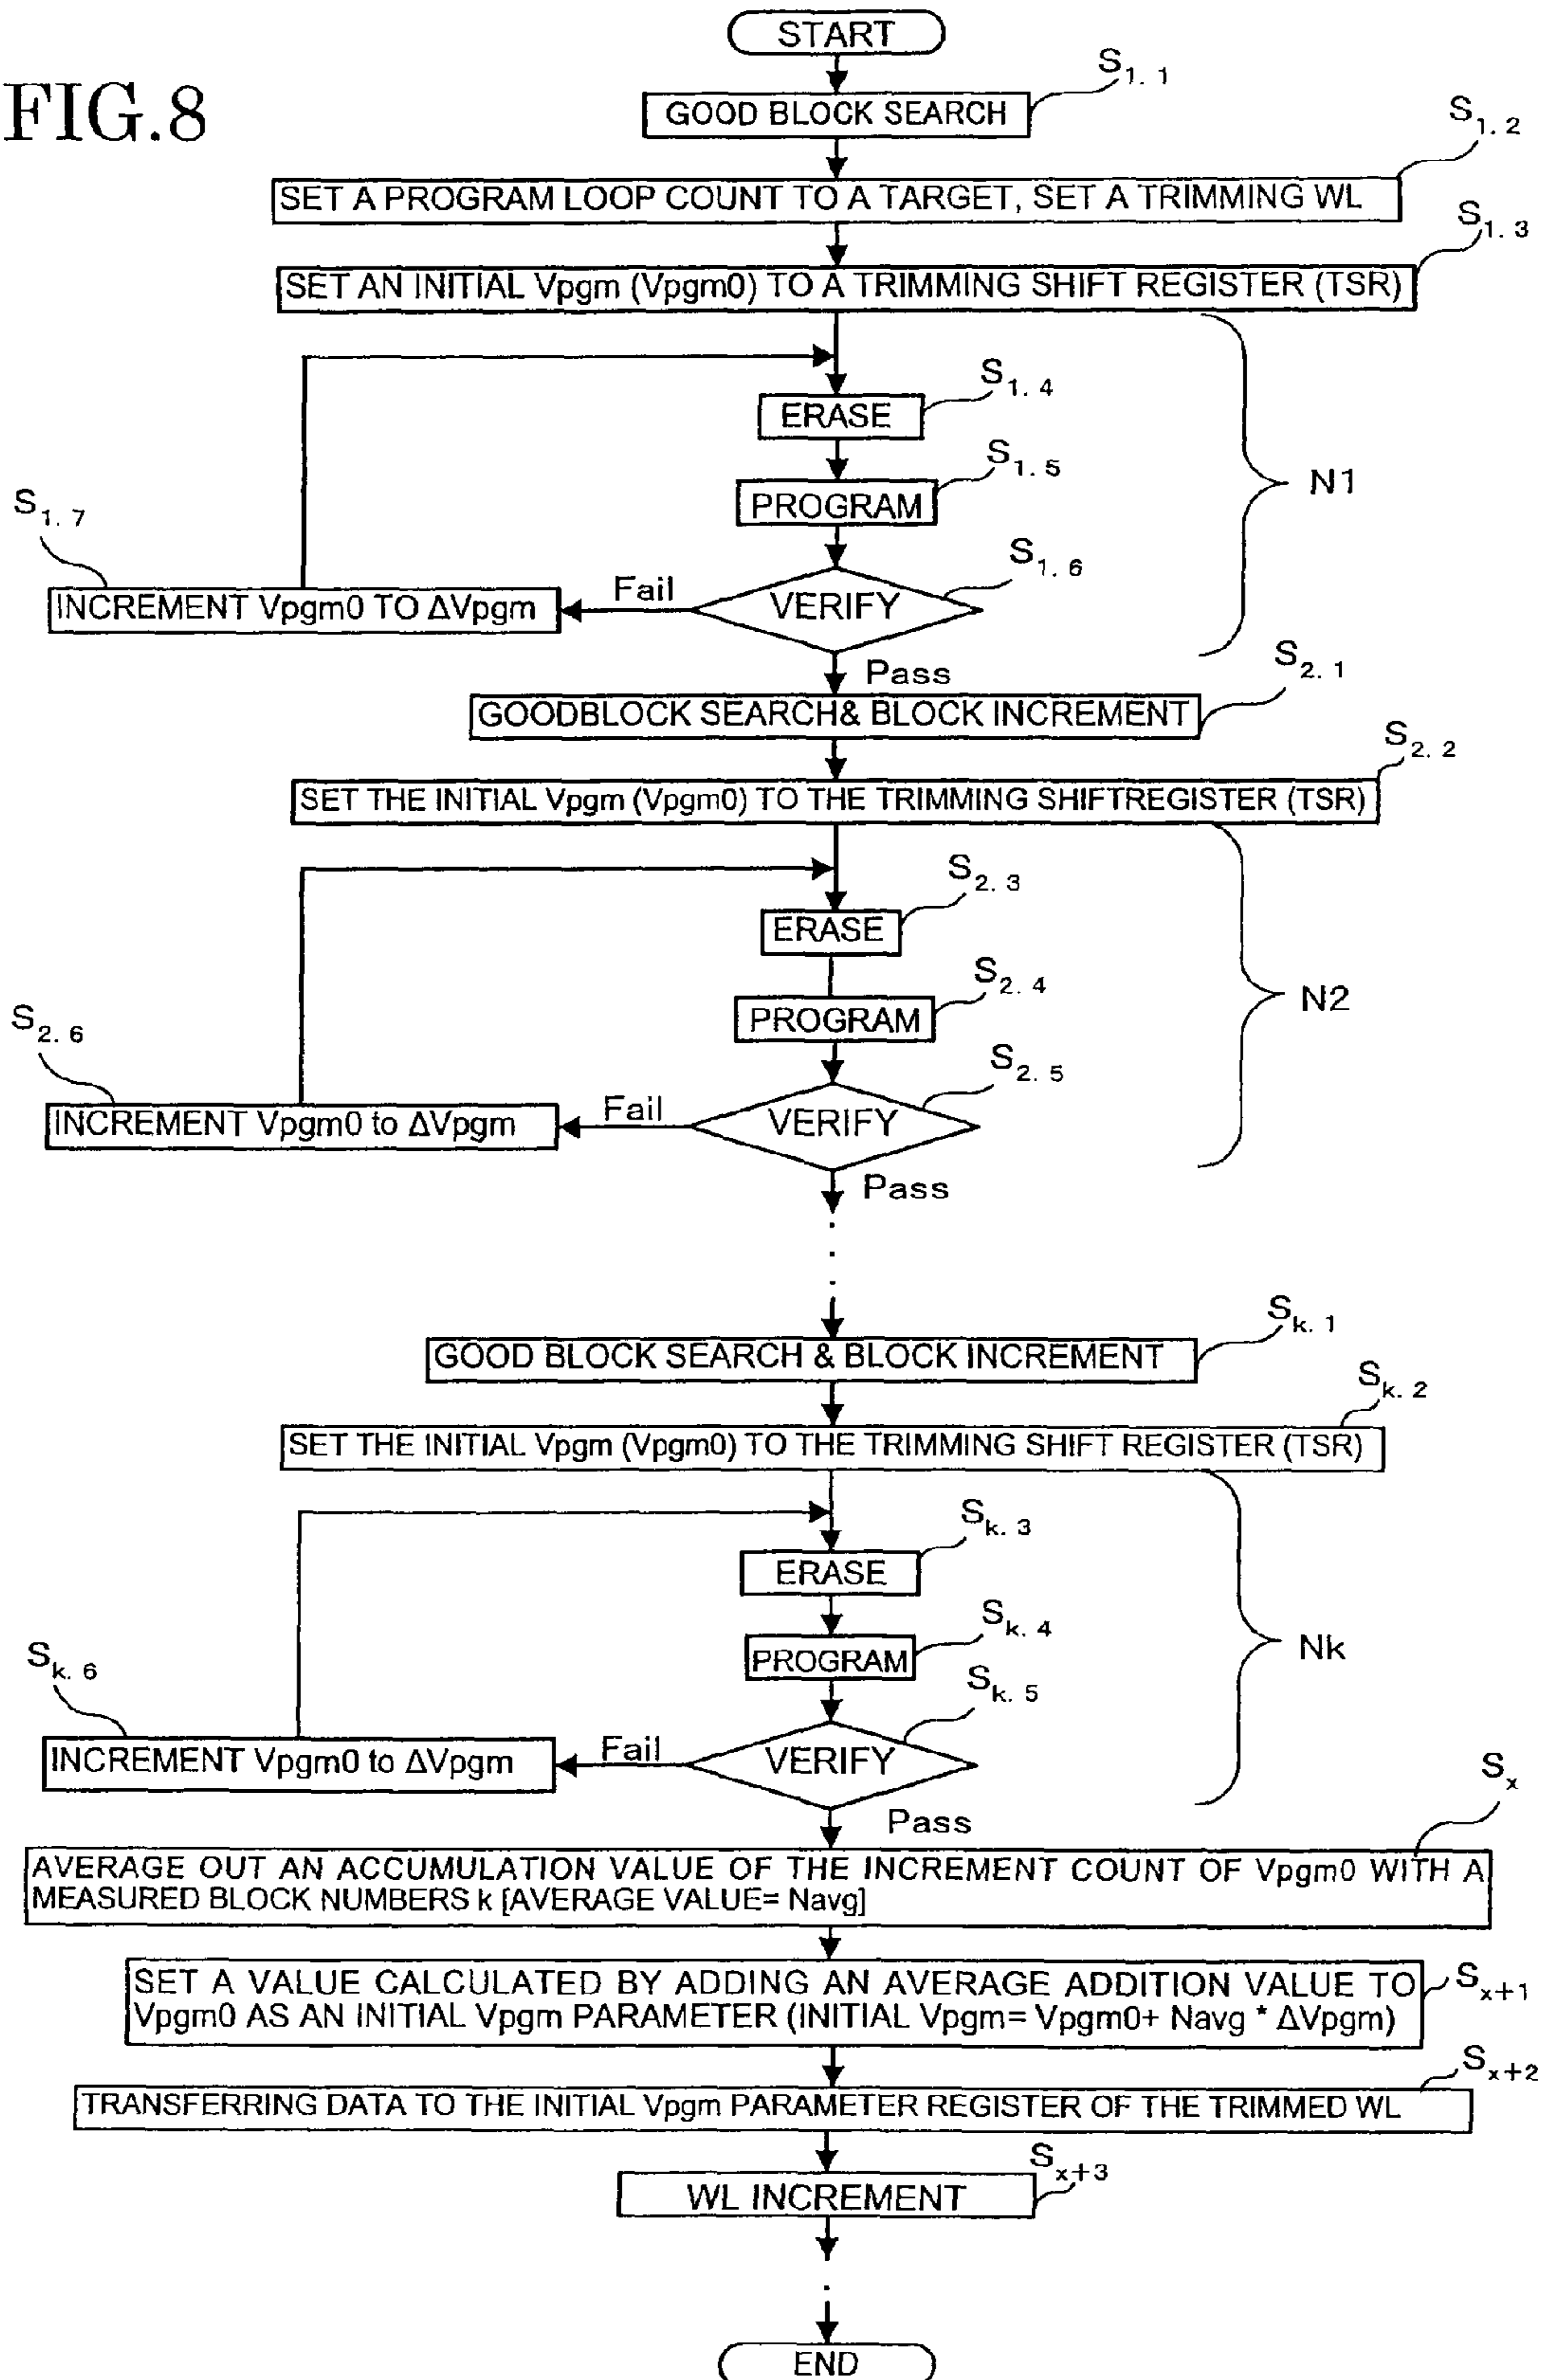 FIG.8
START
S1.1
GOOD BLOCK SEARCH
S1.2
SET A PROGRAM LOOP COUNT TO A TARGET, SET A TRIMMING WL
S1.3
SET AN INITIAL Vpgm (Vpgm0) TO A TRIMMING SHIFT REGISTER (TSR)
S1.4
ERASE
S1.5
PROGRAM
N1
S1.7
S1.6
INCREMENT Vpgm0 TO ΔVpgm
Fail
VERIFY
Pass
S2.1
GOODBLOCK SEARCH& BLOCK INCREMENT
S2.2
SET THE INITIAL Vpgm (Vpgm0) TO THE TRIMMING SHIFTREGISTER (TSR)
S2.3
ERASE
S2.4
PROGRAM
N2
S2.6
S2.5
INCREMENT Vpgm0 to ΔVpgm
Fail
VERIFY
Pass
Sk.1
GOOD BLOCK SEARCH & BLOCK INCREMENT
Sk.2
SET THE INITIAL Vpgm (Vpgm0) TO THE TRIMMING SHIFT REGISTER (TSR)
Sk.3
ERASE
Sk.4
PROGRAM
Nk
Sk.6
Sk.5
INCREMENT Vpgm0 to ΔVpgm
Fail
VERIFY
Pass
Sx
AVERAGE OUT AN ACCUMULATION VALUE OF THE INCREMENT COUNT OF Vpgm0 WITH A
MEASURED BLOCK NUMBERS k [AVERAGE VALUE= Navg]
SET A VALUE CALCULATED BY ADDING AN AVERAGE ADDITION VALUE TO
Vpgm0 AS AN INITIAL Vpgm PARAMETER (INITIAL Vpgm= Vpgm0+ Navg * ΔVpgm)
Sx+1
Sx+2
TRANSFERRING DATA TO THE INITIAL Vpgm PARAMETER REGISTER OF THE TRIMMED WL
Sx+3
WL INCREMENT
END